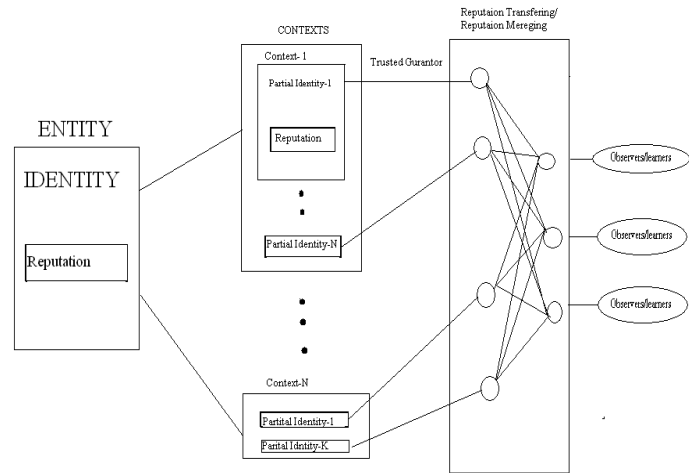 ENTITY
IDENTITY
Reputation
CONTEXTS
Context- 1
Partial Identity-1
Reputation
Partial Identity-N
Context-N
Partital Identity-1
Parital Idntity-K
Trusted Gurantor
Reputaion Transfering/
Reputaion Mereging
Observers/learners
Observers/learners
Observers/learners